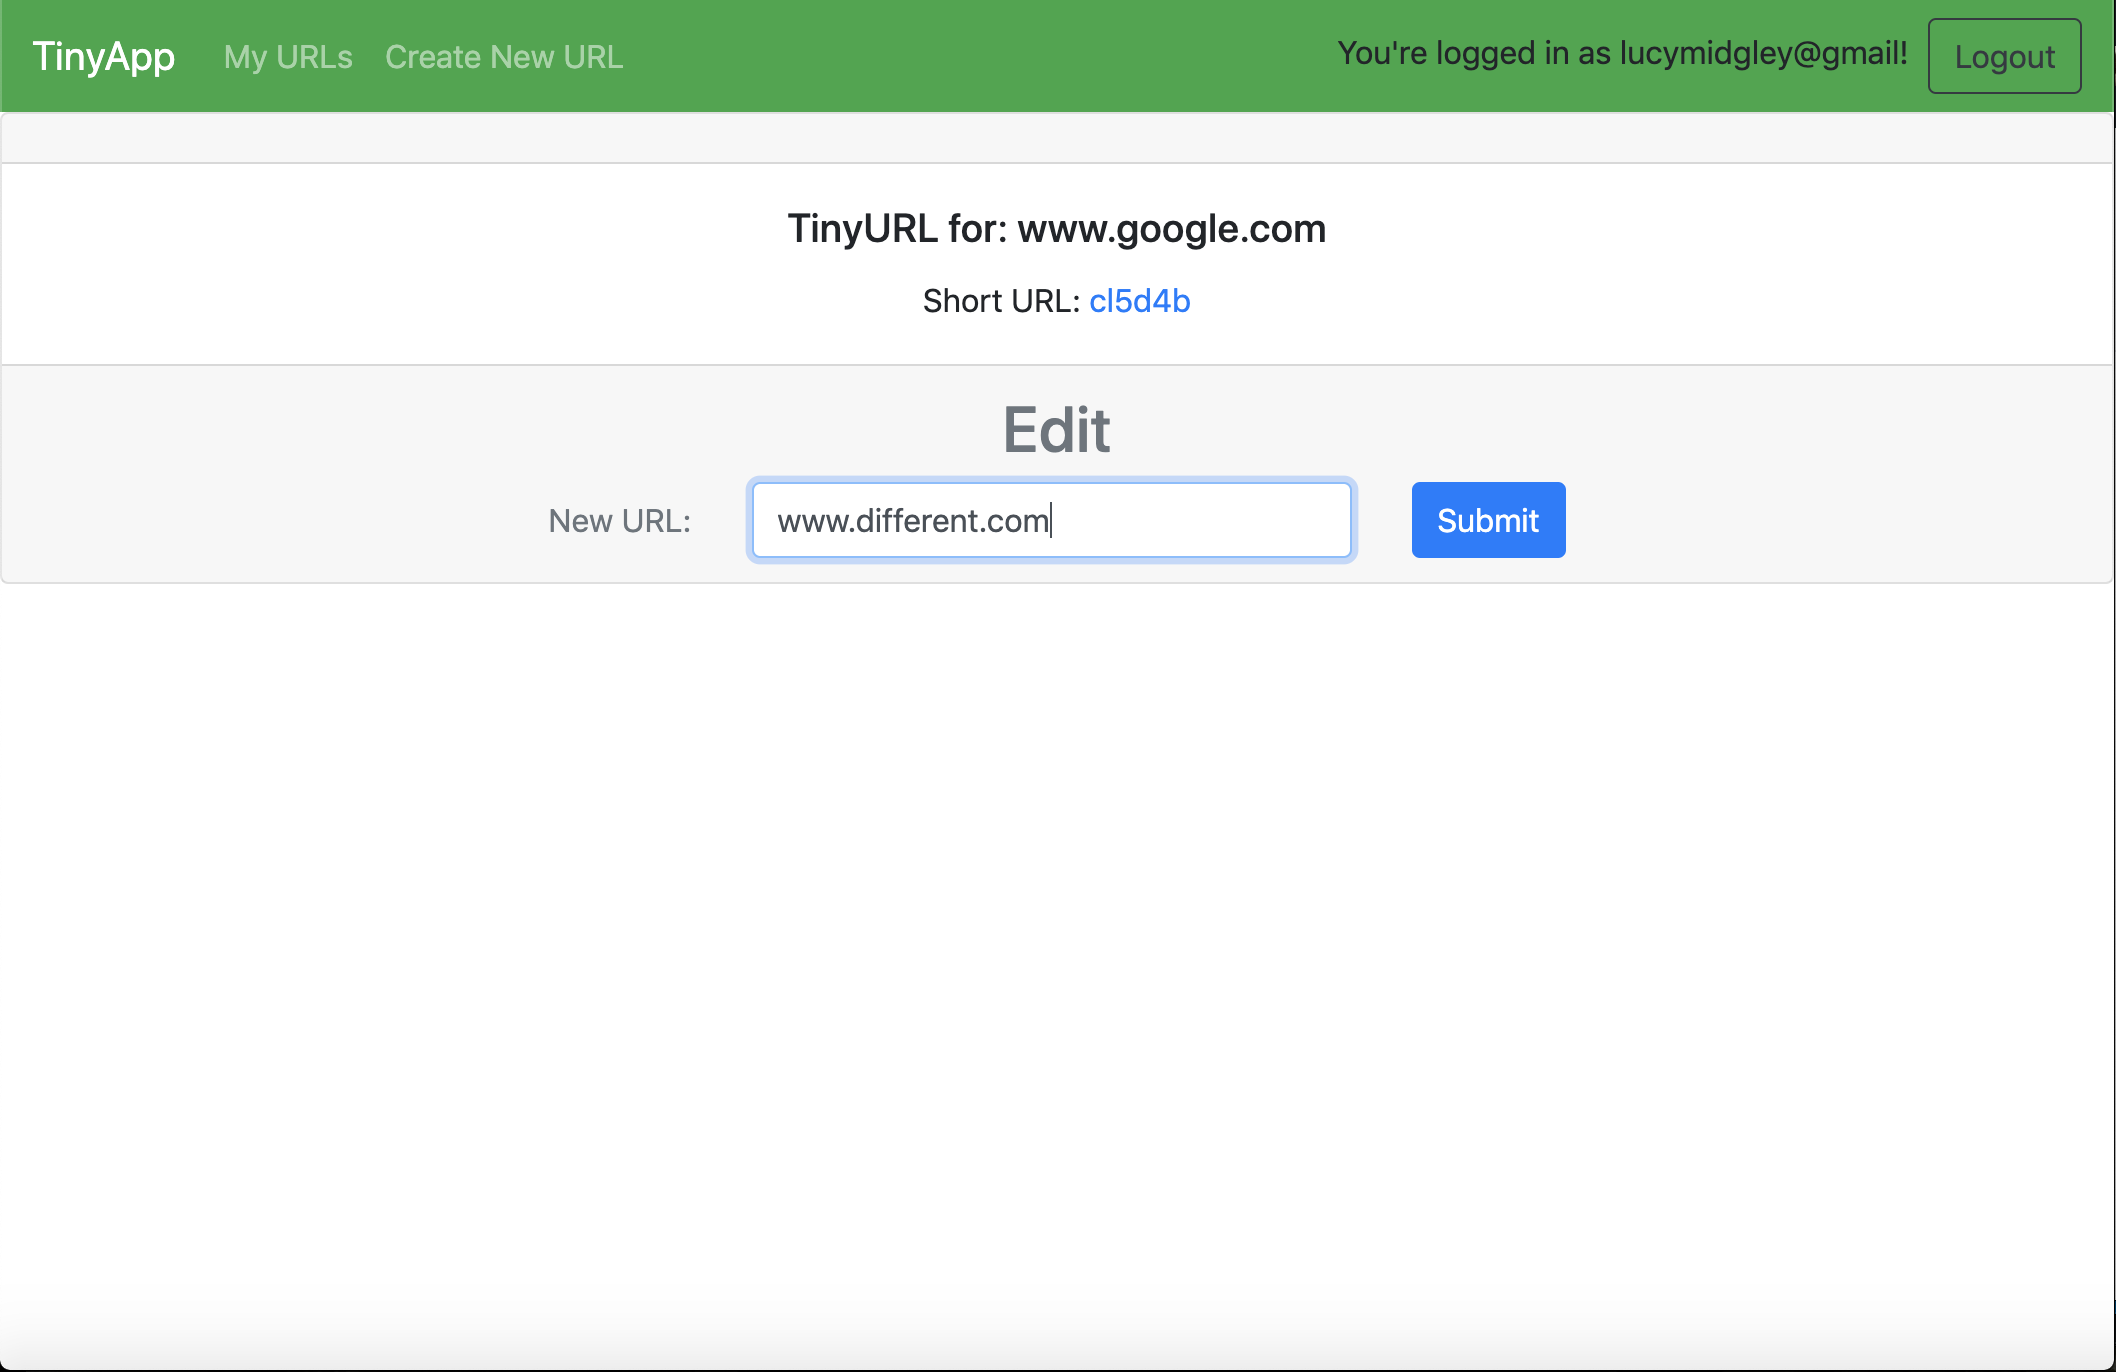 TinyApp My URLs Create New URL You're logged in as lucymidgley@gmail! Logout
TinyURL for: www.google.com
Short URL: cl5d4b
Edit
New URL: www.different.com Submit